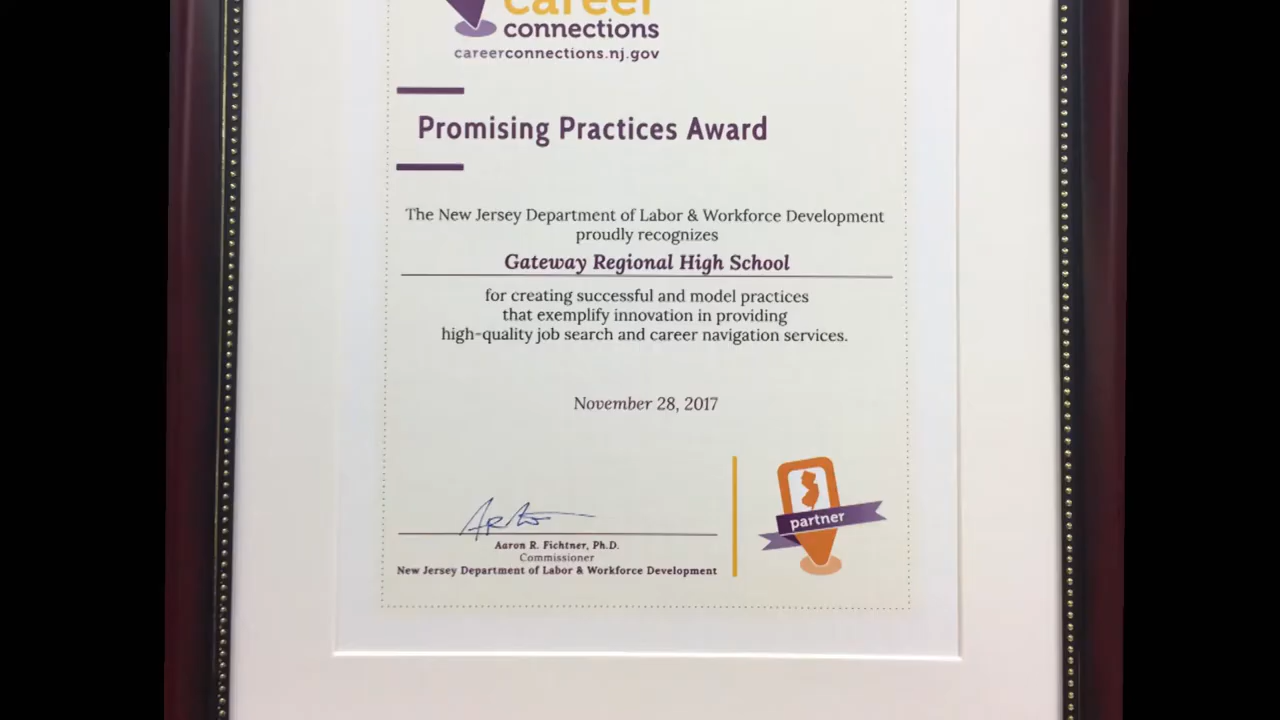 career
connections
careerconnections.nj.gov
Promising Practices Award
The New Jersey Department of Labor & Workforce Development
proudly recognizes
Gateway Regional High School
for creating successful and model practices
that exemplify innovation in providing
high-quality job search and career navigation services.
November 28, 2017
Aaron R. Fichtner, Ph.D.
Commissioner
New Jersey Department of Labor & Workforce Development
partner